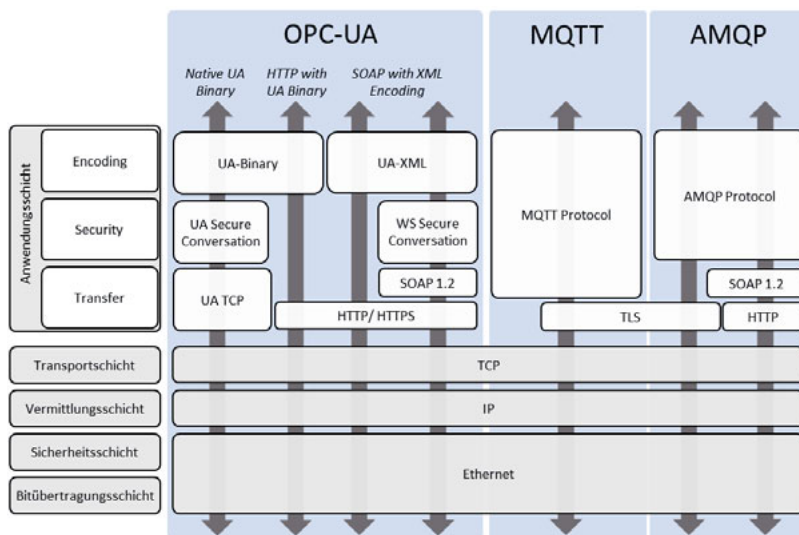 OPC-UA
MQTT
AMQP
Native UA
Binary
HTTP with
UA Binary
SOAP with XML
Encoding
Anwendungsschicht
Encoding
UA-Binary
UA-XML
Security
UA Secure
Conversation
WS Secure
Conversation
MQTT Protocol
AMQP Protocol
Transfer
UA TCP
SOAP 1.2
HTTP/ HTTPS
TLS
SOAP 1.2
HTTP
Transportschicht
TCP
Vermittlungsschicht
IP
Sicherheitsschicht
Ethernet
Bitübertragungsschicht